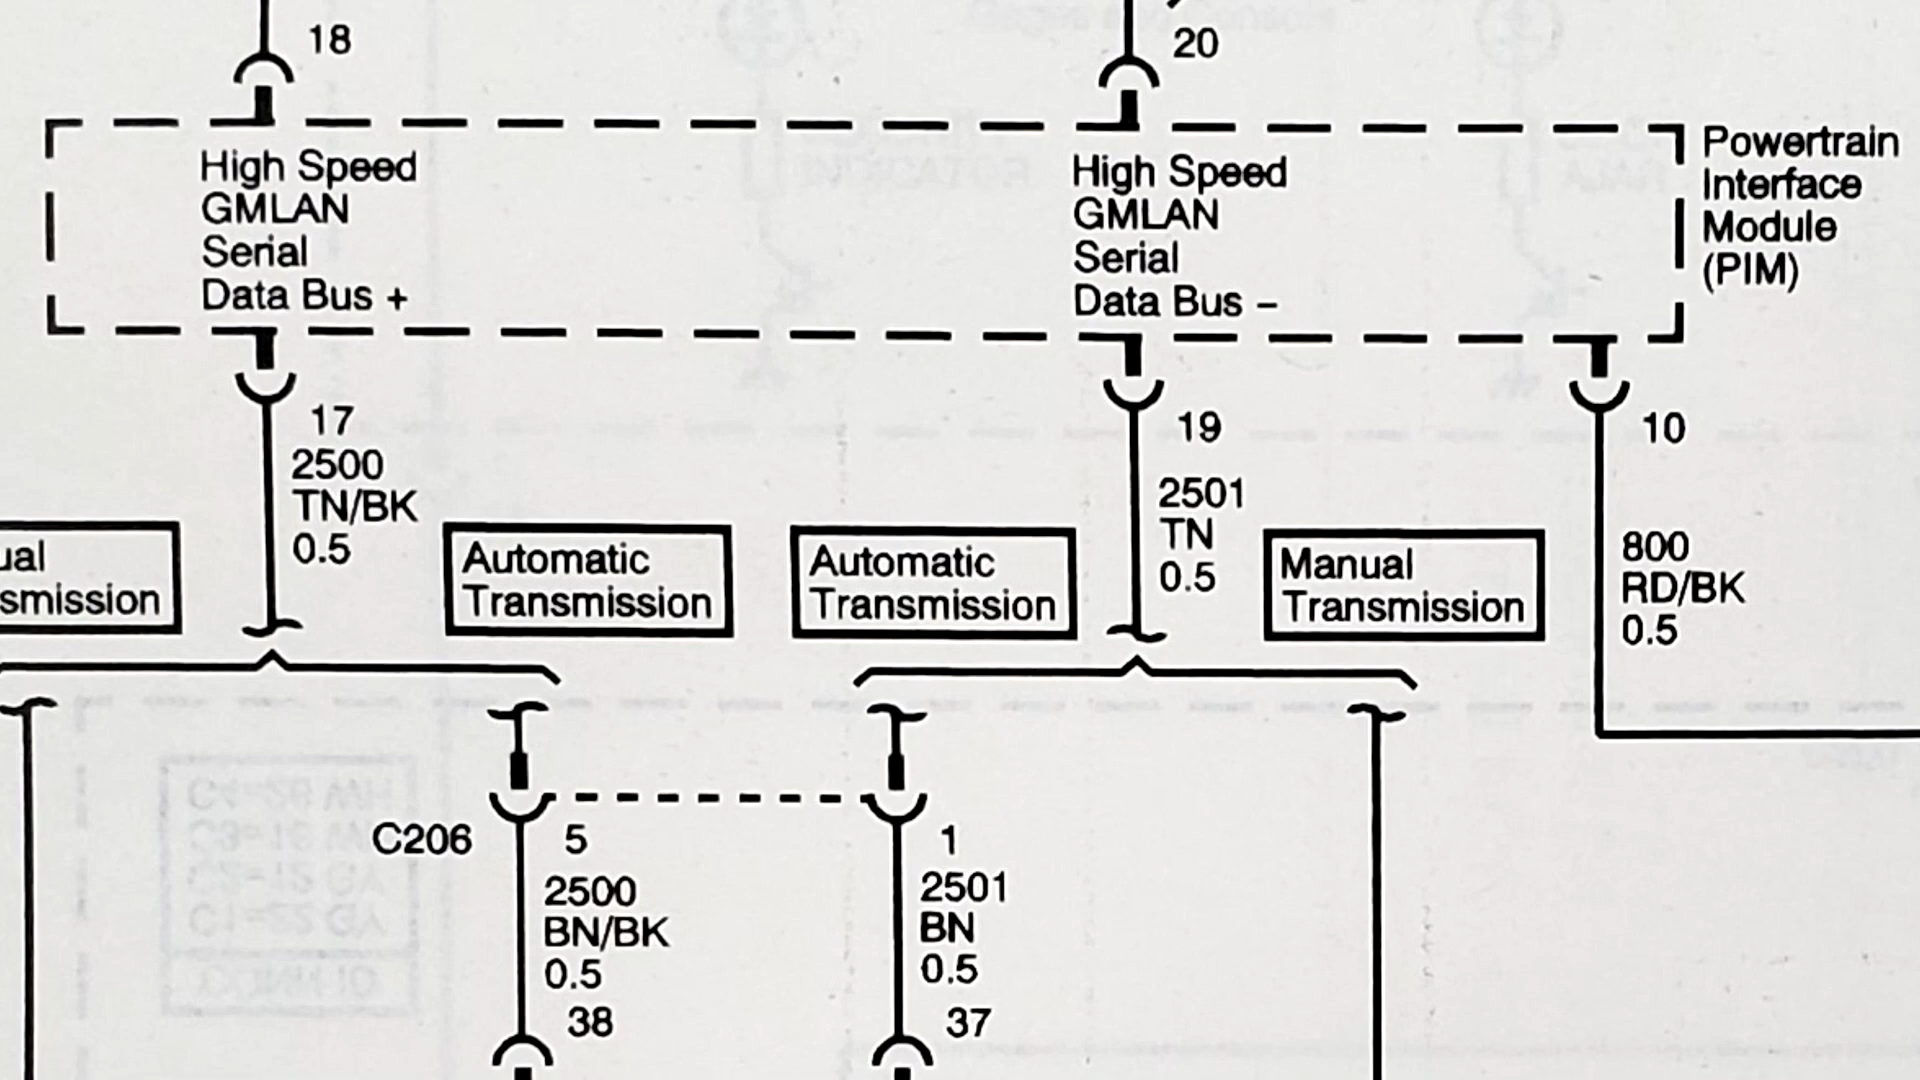 18
20
High Speed
GMLAN
Serial
Data Bus +
High Speed
GMLAN
Serial
Data Bus –
Powertrain
Interface
Module
(PIM)
17
2500
TN/BK
0.5
19
2501
TN
0.5
10
800
RD/BK
0.5
ual
smission
Automatic
Transmission
Automatic
Transmission
Manual
Transmission
C206
5
2500
BN/BK
0.5
38
1
2501
BN
0.5
37